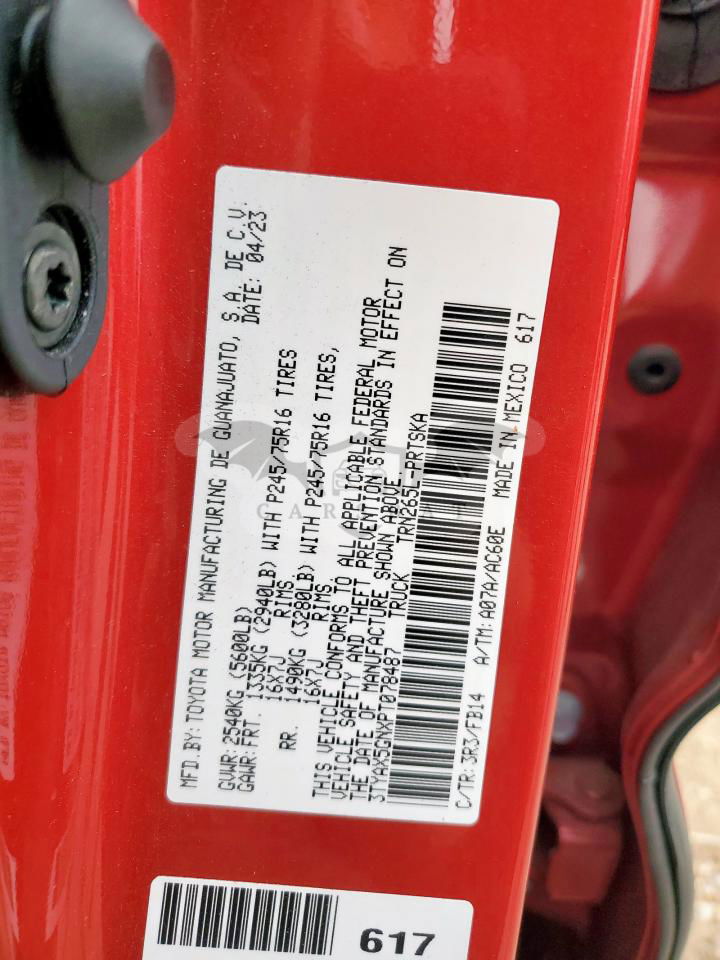 MFD. BY: TOYOTA MOTOR MANUFACTURING DE GUANAJUATO, S.A. DE C.V.
DATE: 04/23
GVWR: 2540KG (5600LB)
GAWR: FRT. 1335KG (2940LB) WITH P245/75R16 TIRES
16X7J RIMS.
RR. 1490KG (3280LB) WITH P245/75R16 TIRES,
16X7J RIMS.
THIS VEHICLE CONFORMS TO ALL APPLICABLE FEDERAL MOTOR
VEHICLE SAFETY AND THEFT PREVENTION STANDARDS IN EFFECT ON
THE DATE OF MANUFACTURE SHOWN ABOVE.
3TYAX5GNXPT078487 TRUCK TRN265L-PRTSKA
C/TR: 3R3/FB14 A/TM: A07A/AC60E MADE IN MEXICO 617
617